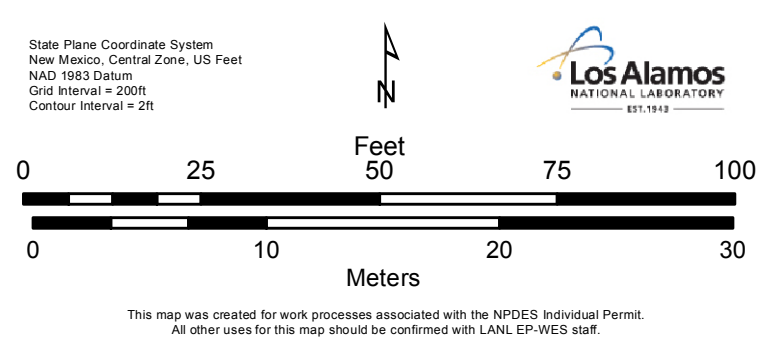 State Plane Coordinate System
New Mexico, Central Zone, US Feet
NAD 1983 Datum
Grid Interval = 200ft
Contour Interval = 2ft
N
Los Alamos
NATIONAL LABORATORY
EST.1943
Feet
0 25 50 75 100
0 10 20 30
Meters
This map was created for work processes associated with the NPDES Individual Permit.
All other uses for this map should be confirmed with LANL EP-WES staff.